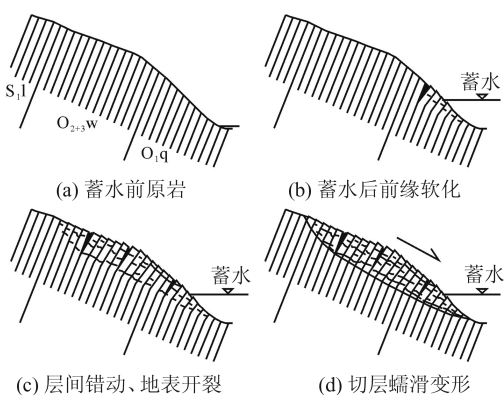 蓄水
S₁l
O₂₊₃w
O₁q
(a) 蓄水前原岩
(b) 蓄水后前缘软化
蓄水
蓄水
(c) 层间错动、地表开裂
(d) 切层蠕滑变形